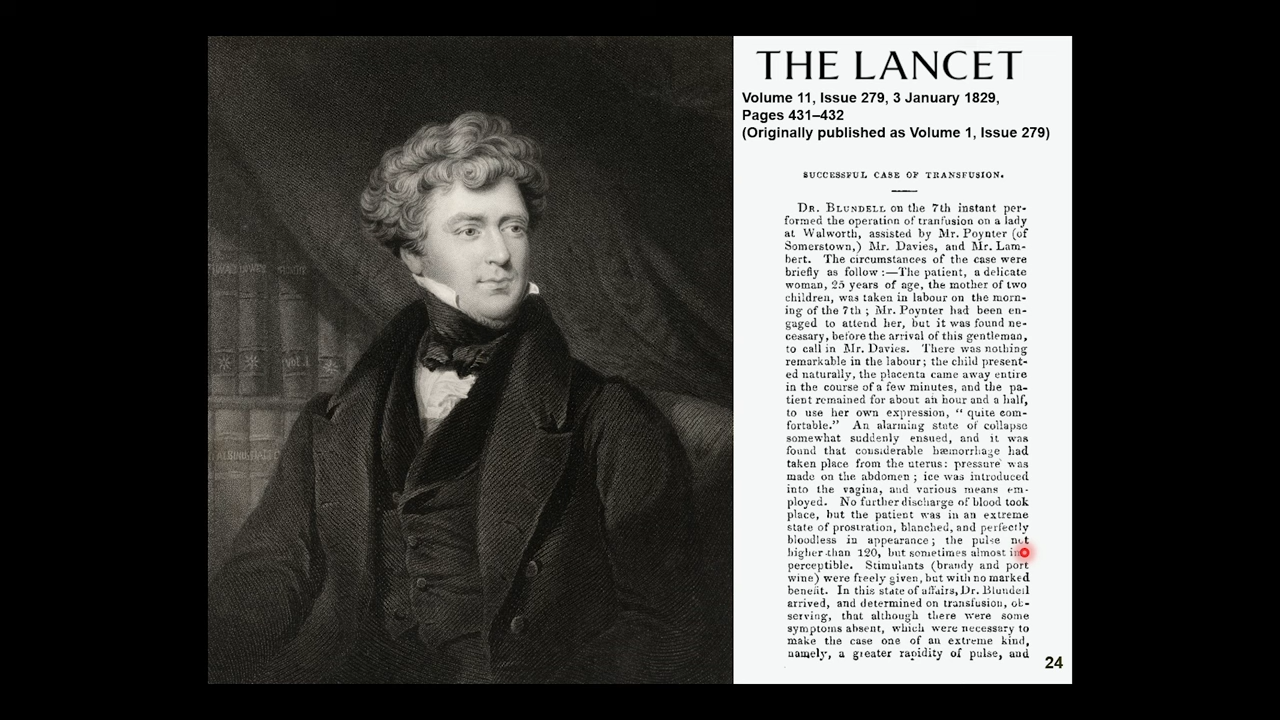 THE LANCET
Volume 11, Issue 279, 3 January 1829,
Pages 431–432
(Originally published as Volume 1, Issue 279)
SUCCESSFUL CASE OF TRANSFUSION.
DR. BLUNDELL on the 7th instant per-
formed the operation of tranfusion on a lady
at Walworth, assisted by Mr. Poynter (of
Somerstown,) Mr. Davies, and Mr. Lam-
bert. The circumstances of the case were
briefly as follow :—The patient, a delicate
woman, 25 years of age, the mother of two
children, was taken in labour on the morn-
ing of the 7th ; Mr. Poynter had been en-
gaged to attend her, but it was found ne-
cessary, before the arrival of this gentleman,
to call in Mr. Davies. There was nothing
remarkable in the labour ; the child present-
ed naturally, the placenta came away entire
in the course of a few minutes, and the pa-
tient remained for about an hour and a half,
to use her own expression, “ quite com-
fortable.” An alarming state of collapse
somewhat suddenly ensued, and it was
found that considerable hæmorrhage had
taken place from the uterus : pressure was
made on the abdomen ; ice was introduced
into the vagina, and various means em-
ployed. No further discharge of blood took
place, but the patient was in an extreme
state of prostration, blanched, and perfectly
bloodless in appearance ; the pulse not
higher than 120, but sometimes almost im-
perceptible. Stimulants (brandy and port
wine) were freely given, but with no marked
benefit. In this state of affairs, Dr. Blundell
arrived, and determined on transfusion, ob-
serving, that although there were some
symptoms absent, which were necessary to
make the case one of an extreme kind,
namely, a greater rapidity of pulse, and
24